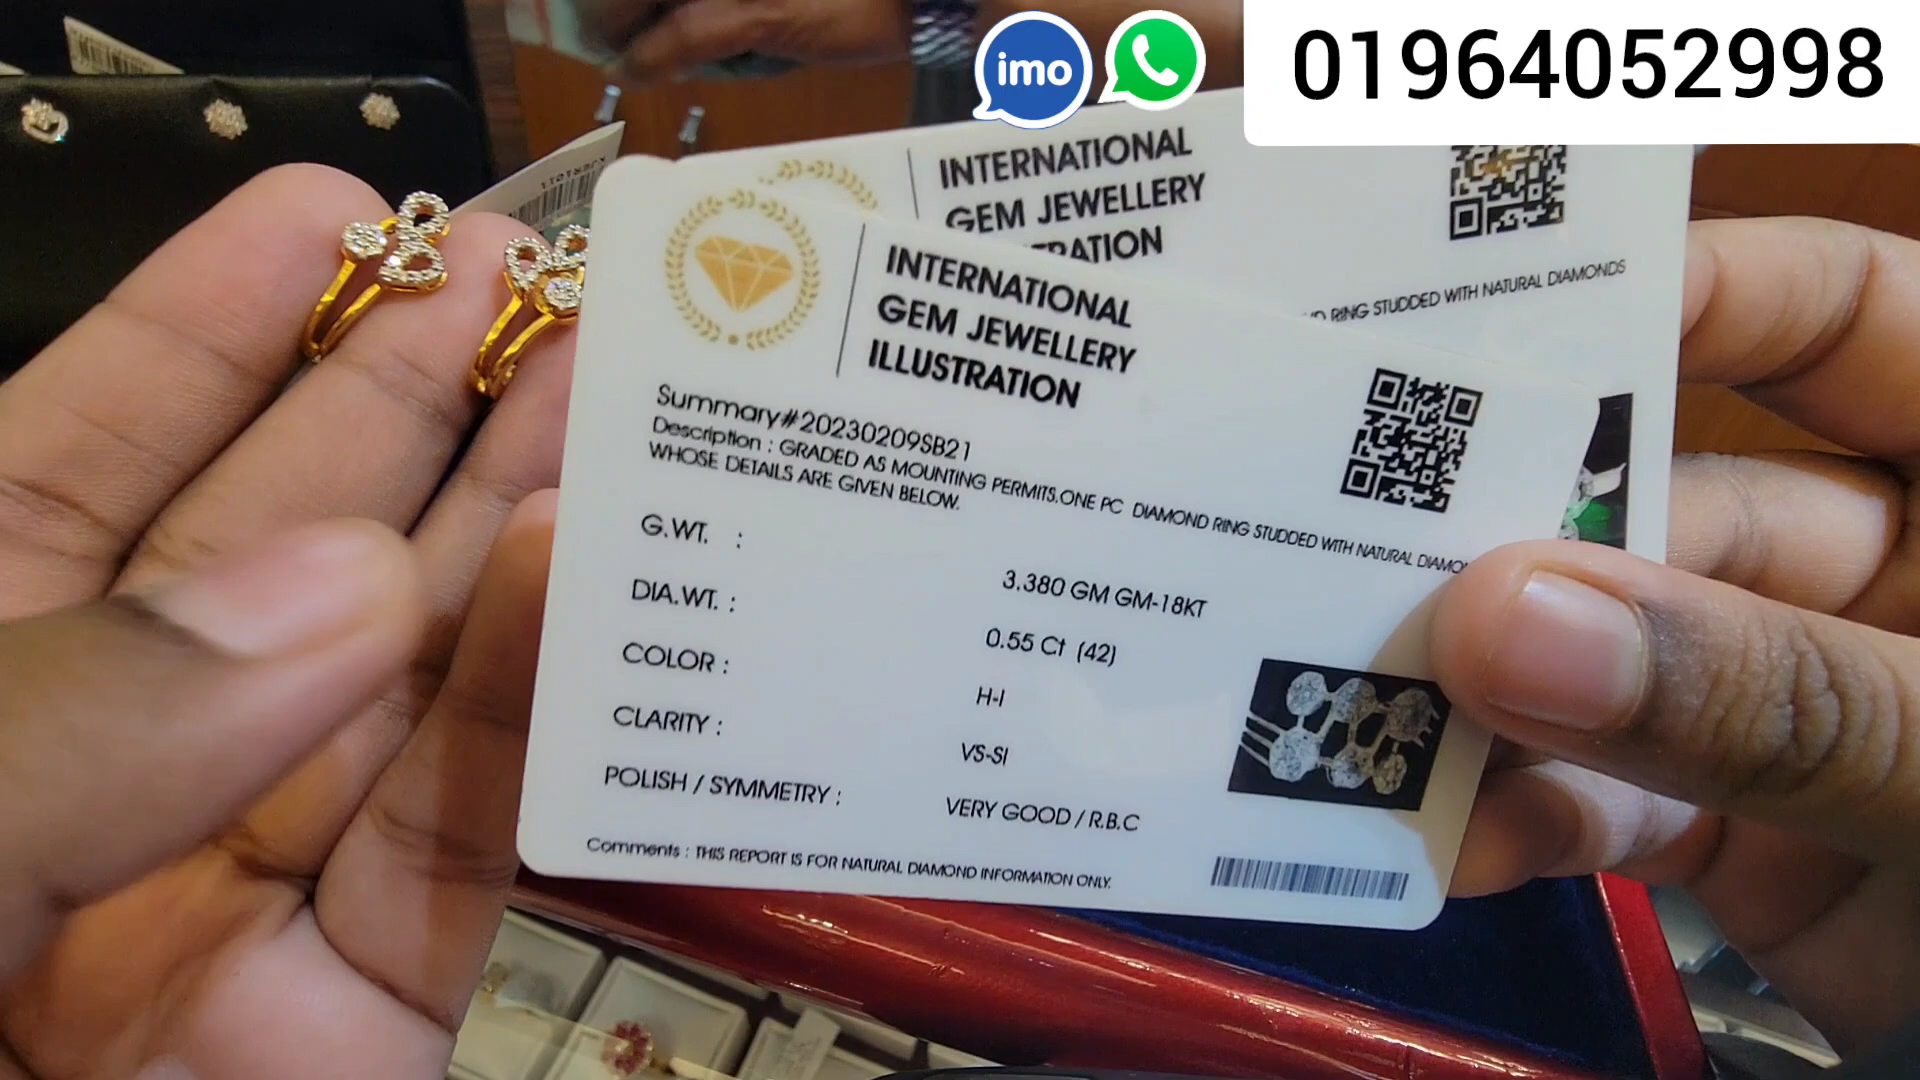 imo
01964052998
INTERNATIONAL
GEM JEWELLERY
RING STUDDED WITH NATURAL DIAMONDS
INTERNATIONAL
GEM JEWELLERY
ILLUSTRATION
Summary#20230209SB21
Description : GRADED AS MOUNTING PERMITS.ONE PC DIAMOND RING STUDDED WITH NATURAL
WHOSE DETAILS ARE GIVEN BELOW.
G.WT. : 3.380 GM GM-18KT
DIA.WT. : 0.55 Ct (42)
COLOR : H-I
CLARITY : VS-SI
POLISH / SYMMETRY : VERY GOOD / R.B.C
Comments : THIS REPORT IS FOR NATURAL DIAMOND INFORMATION ONLY.